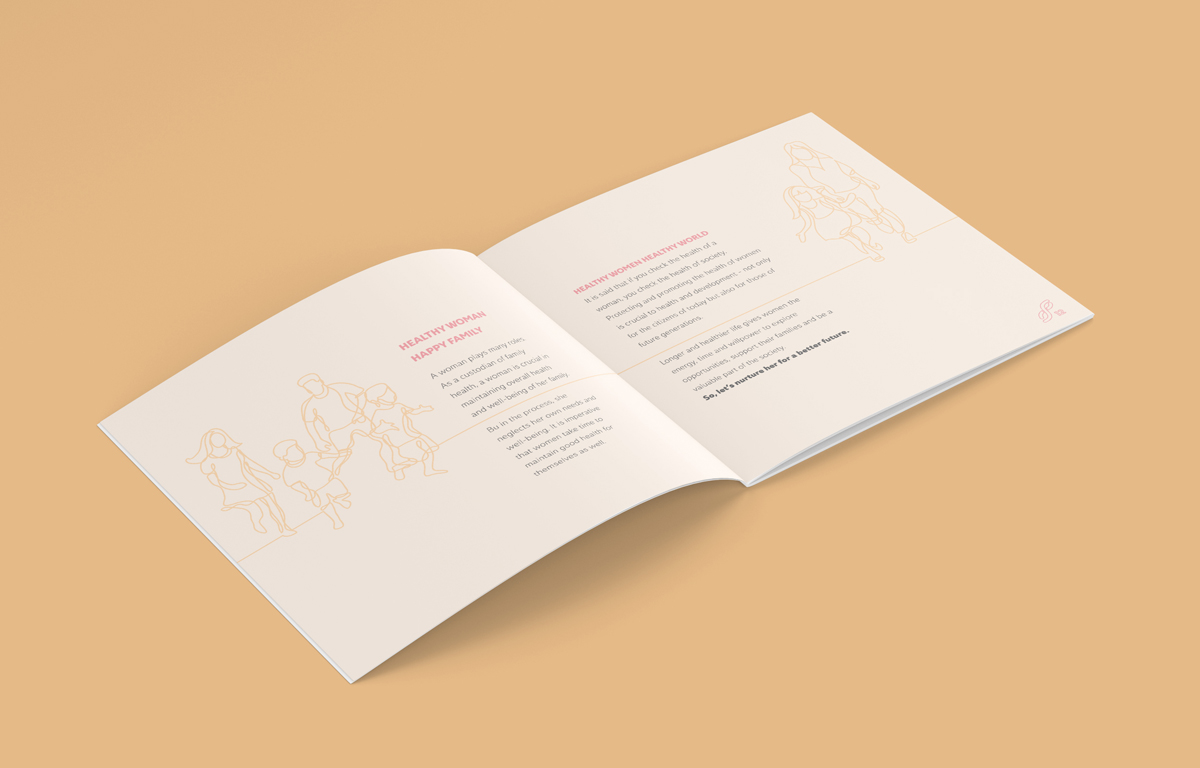 HEALTHY WOMAN
HAPPY FAMILY
A woman plays many roles.
As a custodian of family
health, a woman is crucial in
maintaining overall health
and well-being of her family.
Bu in the process, she
neglects her own needs and
well-being. It is imperative
that women take time to
maintain good health for
themselves as well.
HEALTHY WOMEN HEALTHY WORLD
It is said that if you check the health of a
woman, you check the health of society.
Protecting and promoting the health of women
is crucial to health and development - not only
for the citizens of today but also for those of
future generations.
Longer and healthier life gives women the
energy, time and willpower to explore
opportunities, support their families and be a
valuable part of the society.
So, let's nurture her for a better future.